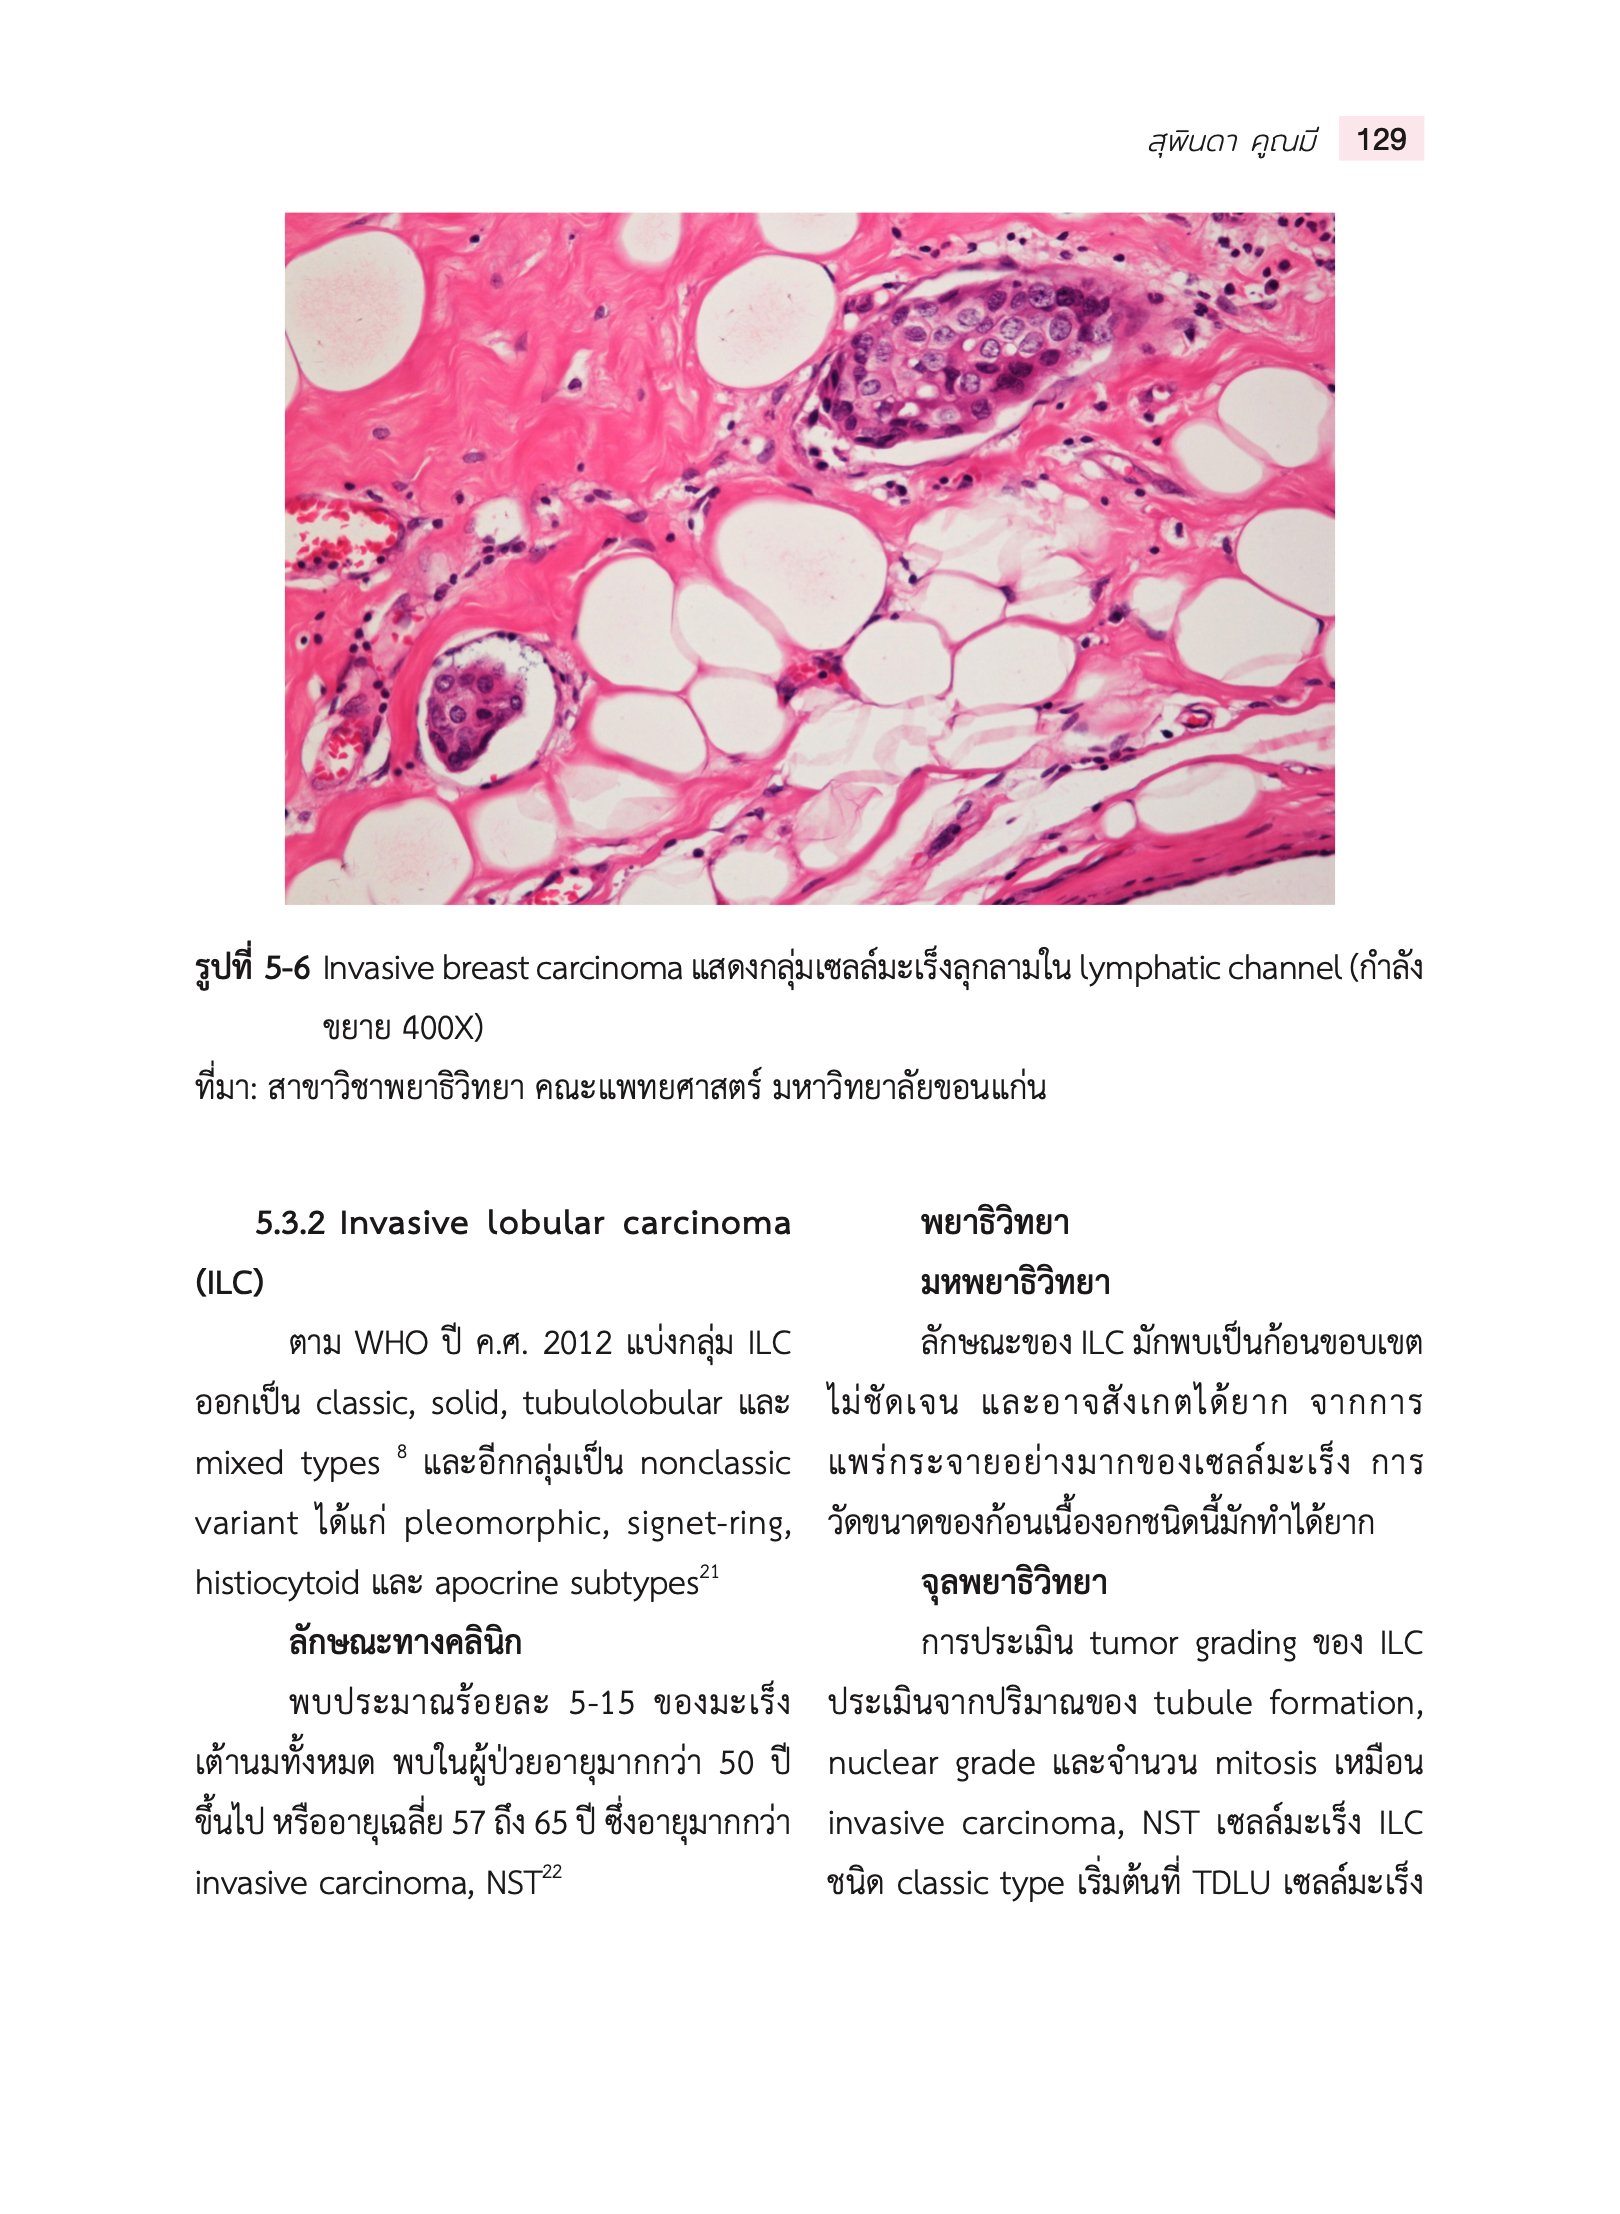 สุพินดา คูณมี 129
รูปที่ 5-6 Invasive breast carcinoma แสดงกลุ่มเซลล์มะเร็งลุกลามใน lymphatic channel (กำลัง
ขยาย 400X)
ที่มา: สาขาวิชาพยาธิวิทยา คณะแพทยศาสตร์ มหาวิทยาลัยขอนแก่น
5.3.2 Invasive lobular carcinoma
(ILC)
ตาม WHO ปี ค.ศ. 2012 แบ่งกลุ่ม ILC
ออกเป็น classic, solid, tubulolobular และ
mixed types 8 และอีกกลุ่มเป็น nonclassic
variant ได้แก่ pleomorphic, signet-ring,
histiocytoid และ apocrine subtypes21
ลักษณะทางคลินิก
พบประมาณร้อยละ 5-15 ของมะเร็ง
เต้านมทั้งหมด พบในผู้ป่วยอายุมากกว่า 50 ปี
ขึ้นไป หรืออายุเฉลี่ย 57 ถึง 65 ปี ซึ่งอายุมากกว่า
invasive carcinoma, NST22
พยาธิวิทยา
มหพยาธิวิทยา
ลักษณะของ ILC มักพบเป็นก้อนขอบเขต
ไม่ชัดเจน และอาจสังเกตได้ยาก จากการ
แพร่กระจายอย่างมากของเซลล์มะเร็ง การ
วัดขนาดของก้อนเนื้องอกชนิดนี้มักทำได้ยาก
จุลพยาธิวิทยา
การประเมิน tumor grading ของ ILC
ประเมินจากปริมาณของ tubule formation,
nuclear grade และจำนวน mitosis เหมือน
invasive carcinoma, NST เซลล์มะเร็ง ILC
ชนิด classic type เริ่มต้นที่ TDLU เซลล์มะเร็ง